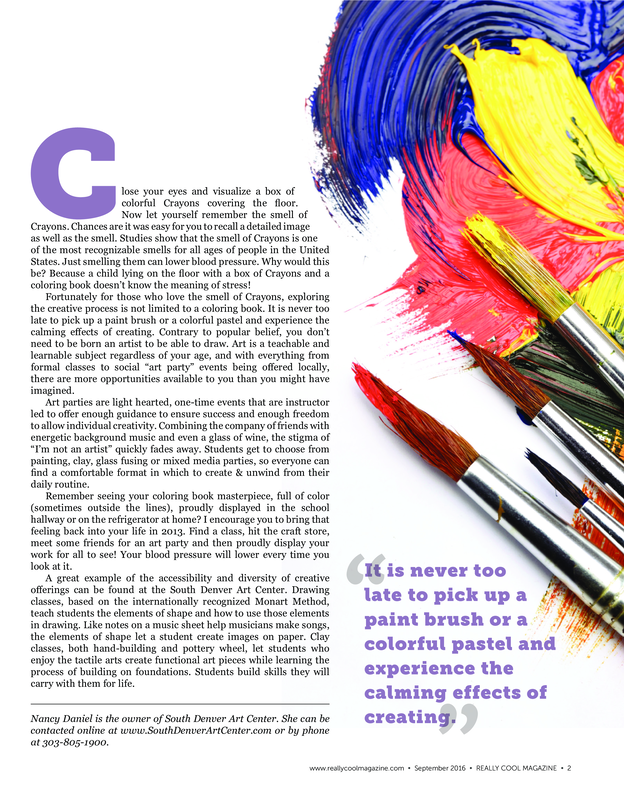 Close your eyes and visualize a box of
colorful Crayons covering the floor.
Now let yourself remember the smell of
Crayons. Chances are it was easy for you to recall a detailed image
as well as the smell. Studies show that the smell of Crayons is one
of the most recognizable smells for all ages of people in the United
States. Just smelling them can lower blood pressure. Why would this
be? Because a child lying on the floor with a box of Crayons and a
coloring book doesn't know the meaning of stress!
Fortunately for those who love the smell of Crayons, exploring
the creative process is not limited to a coloring book. It is never too
late to pick up a paint brush or a colorful pastel and experience the
calming effects of creating. Contrary to popular belief, you don't
need to be born an artist to be able to draw. Art is a teachable and
learnable subject regardless of your age, and with everything from
formal classes to social "art party" events being offered locally,
there are more opportunities available to you than you might have
imagined.
Art parties are light hearted, one-time events that are instructor
led to offer enough guidance to ensure success and enough freedom
to allow individual creativity. Combining the company of friends with
energetic background music and even a glass of wine, the stigma of
"I'm not an artist" quickly fades away. Students get to choose from
painting, clay, glass fusing or mixed media parties, so everyone can
find a comfortable format in which to create & unwind from their
daily routine.
Remember seeing your coloring book masterpiece, full of color
(sometimes outside the lines), proudly displayed in the school
hallway or on the refrigerator at home? I encourage you to bring that
feeling back into your life in 2013. Find a class, hit the craft store,
meet some friends for an art party and then proudly display your
work for all to see! Your blood pressure will lower every time you
look at it.
A great example of the accessibility and diversity of creative
offerings can be found at the South Denver Art Center. Drawing
classes, based on the internationally recognized Monart Method,
teach students the elements of shape and how to use those elements
in drawing. Like notes on a music sheet help musicians make songs,
the elements of shape let a student create images on paper. Clay
classes, both hand-building and pottery wheel, let students who
enjoy the tactile arts create functional art pieces while learning the
process of building on foundations. Students build skills they will
carry with them for life.
Nancy Daniel is the owner of South Denver Art Center. She can be
contacted online at www.SouthDenverArtCenter.com or by phone
at 303-805-1900.
“It is never too
late to pick up a
paint brush or a
colorful pastel and
experience the
calming effects of
creating.”
www.reallycoolmagazine.com • September 2016 • REALLY COOL MAGAZINE • 2